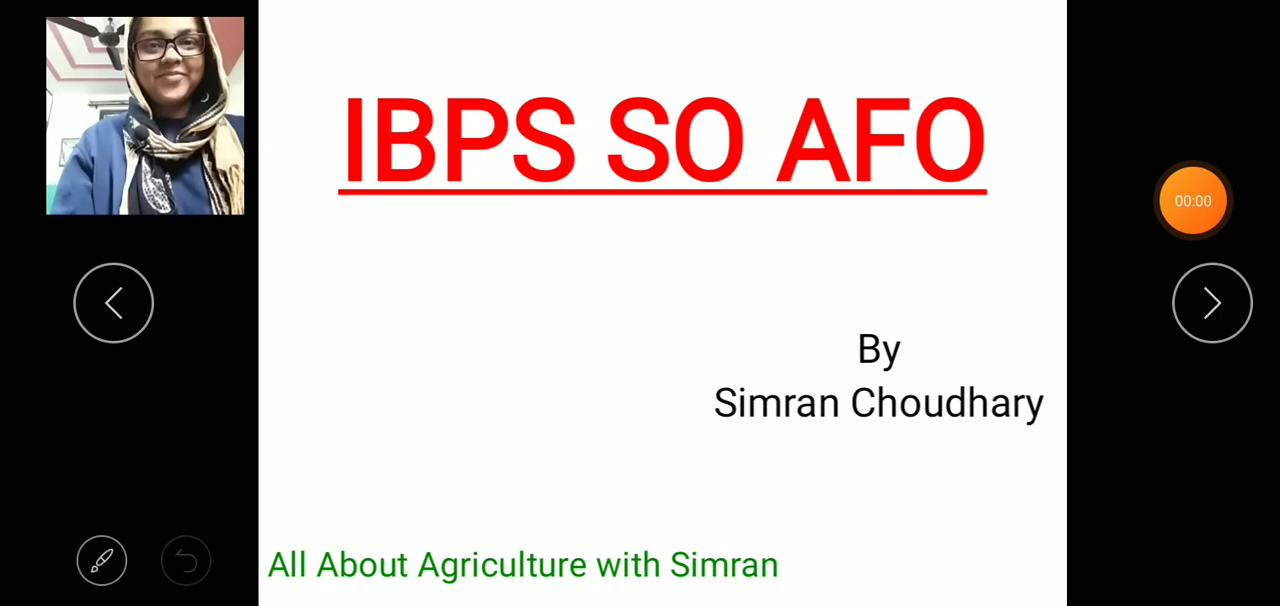 IBPS SO AFO
00:00
By
Simran Choudhary
All About Agriculture with Simran